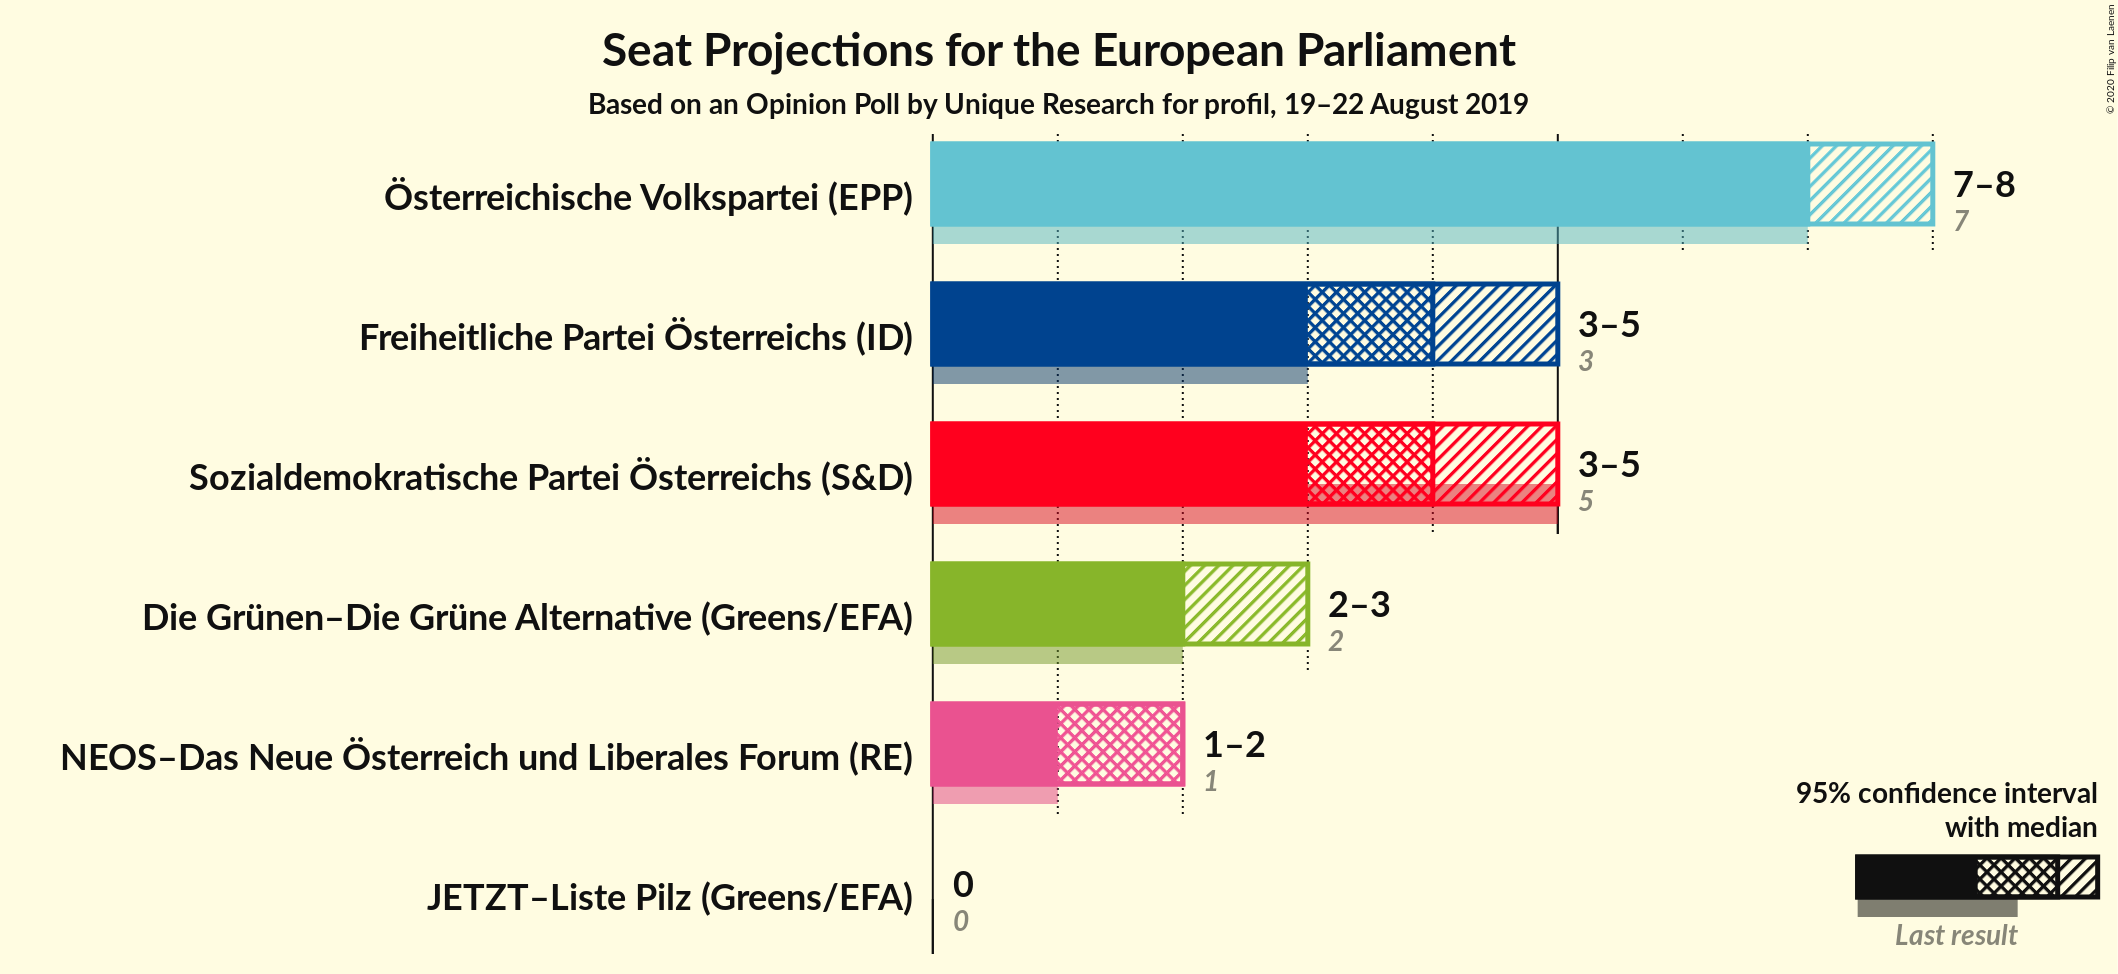 Seat Projections for the European Parliament
Based on an Opinion Poll by Unique Research for profil, 19–22 August 2019
© 2020 Filip van Laenen
Österreichische Volkspartei (EPP)
7–8
7
Freiheitliche Partei Österreichs (ID)
3–5
3
Sozialdemokratische Partei Österreichs (S&D)
3–5
5
Die Grünen–Die Grüne Alternative (Greens/EFA)
2–3
2
NEOS–Das Neue Österreich und Liberales Forum (RE)
1–2
1
JETZT–Liste Pilz (Greens/EFA)
0
0
95% confidence interval
with median
Last result